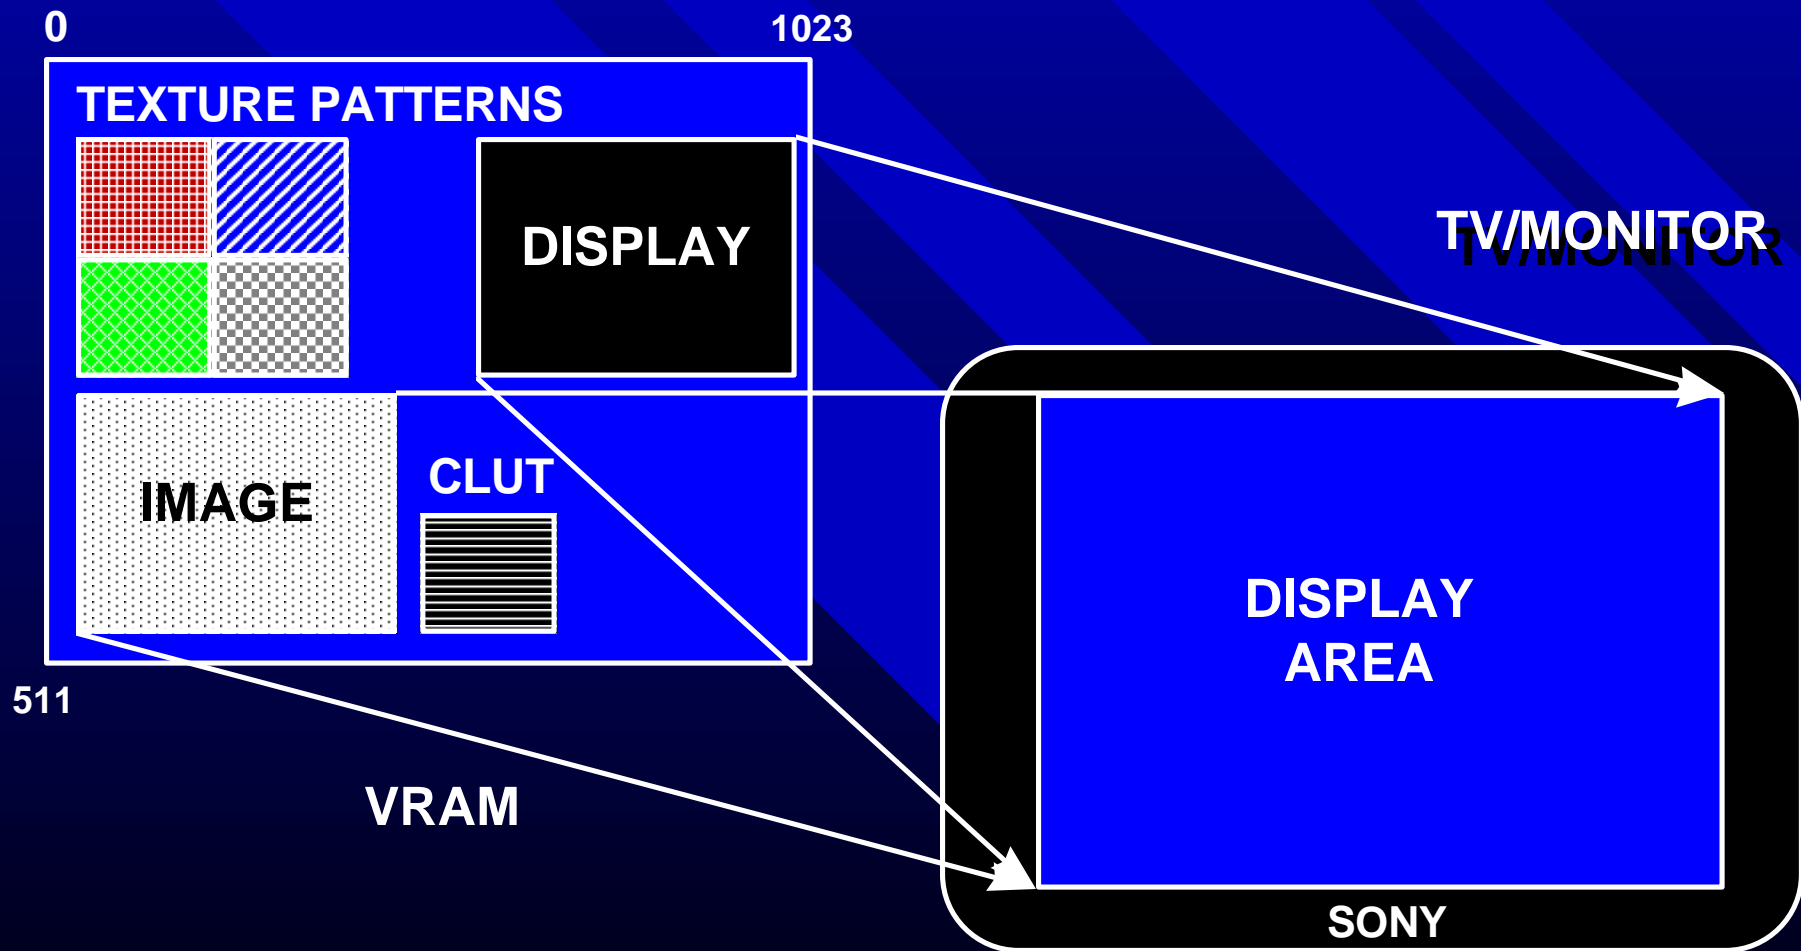 0
1023
TEXTURE PATTERNS
DISPLAY
TV/MONITOR
IMAGE
CLUT
DISPLAY
AREA
511
VRAM
SONY